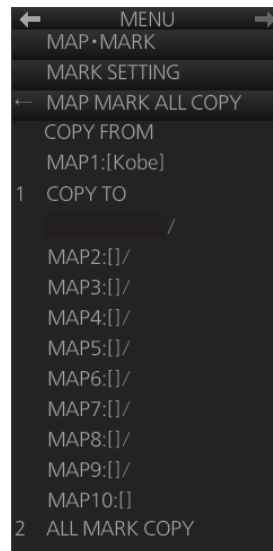 ← MENU →
MAP•MARK
MARK SETTING
← MAP MARK ALL COPY
COPY FROM
MAP1:[Kobe]
1 COPY TO
/
MAP2:[]/
MAP3:[]/
MAP4:[]/
MAP5:[]/
MAP6:[]/
MAP7:[]/
MAP8:[]/
MAP9:[]/
MAP10:[]
2 ALL MARK COPY